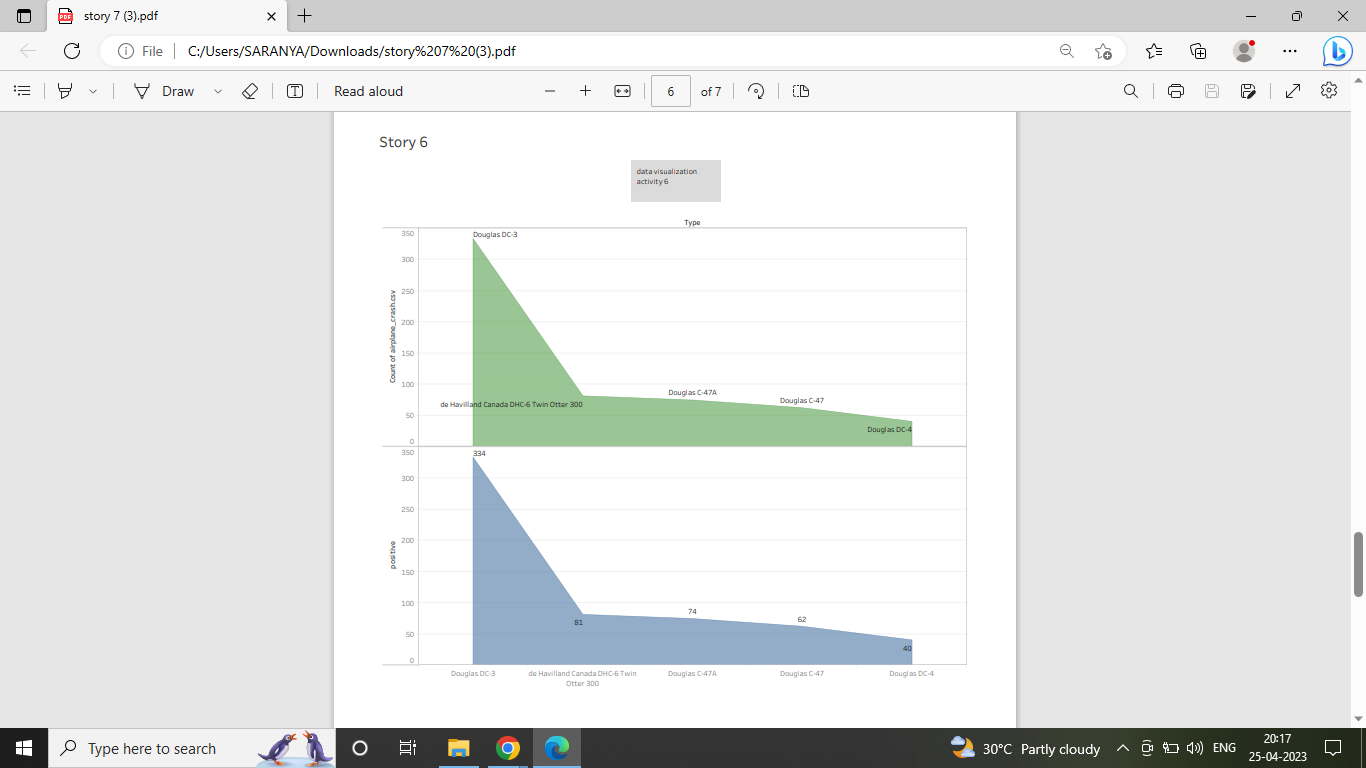 story 7 (3).pdf
File
C:/Users/SARANYA/Downloads/story%207%20(3).pdf
Draw
Read aloud
6
of 7
Story 6
data visualization
activity 6
Type
350
300
250
200
150
100
50
0
Count of airplane_crash.csv
Douglas DC-3
de Havilland Canada DHC-6 Twin Otter 300
Douglas C-47A
Douglas C-47
Douglas DC-4
350
300
250
200
150
100
50
0
positive
334
81
74
62
40
Douglas DC-3
de Havilland Canada DHC-6 Twin
Otter 300
Douglas C-47A
Douglas C-47
Douglas DC-4
Type here to search
30°C Partly cloudy
ENG
20:17
25-04-2023